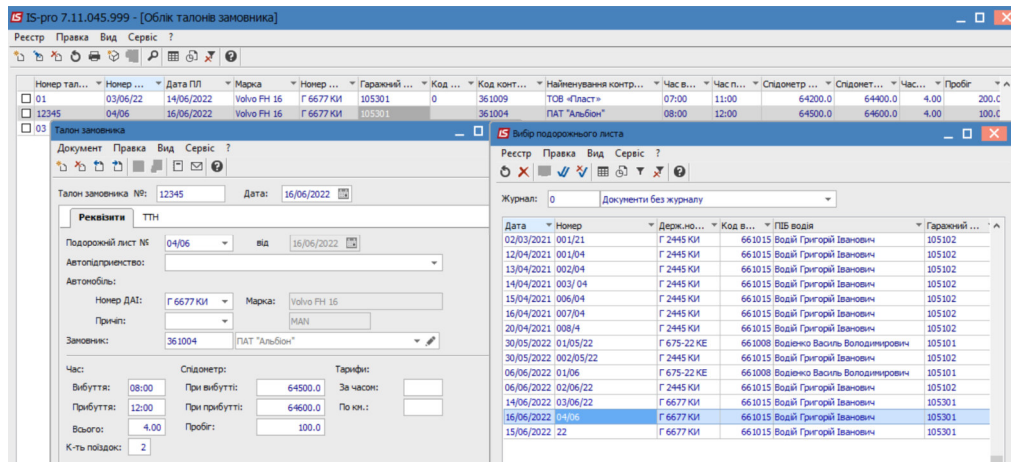 IS-pro 7.11.045.999 - [Облік талонів замовника]
Реєстр Правка Вид Сервіс ?
Номер тал... Номер ... Дата ПЛ Марка Номер ... Гаражний ... Код ... Код конт... Найменування контр... Час в... Час п... Спідометр ... Спідомет... Час... Пробіг
01 03/06/22 14/06/2022 Volvo FH 16 Г 6677 КИ 105301 0 361009 ТОВ «Пласт» 07:00 11:00 64200.0 64400.0 4.00 200.0
12345 04/06 16/06/2022 Volvo FH 16 Г 6677 КИ 105301 361004 ПАТ "Альбіон" 08:00 12:00 64500.0 64600.0 4.00 100.0
03
Талон замовника
Документ Правка Вид Сервіс ?
Талон замовника №: 12345 Дата: 16/06/2022
Реквізити ТТН
Подорожній лист № 04/06 від 16/06/2022
Автопідприємство:
Автомобіль:
Номер ДАІ: Г 6677 КИ Марка: Volvo FH 16
Причіп: MAN
Замовник: 361004 ПАТ "Альбіон"
Час: Спідометр: Тарифи:
Вибуття: 08:00 При вибутті: 64500.0 За часом:
Прибуття: 12:00 При прибутті: 64600.0 По км.:
Всього: 4.00 Пробіг: 100.0
К-ть поїздок: 2
Вибір подорожнього листа
Реєстр Правка Вид Сервіс ?
Журнал: 0 Документи без журналу
Дата Номер Держ.но... Код в... ПІБ водія Гаражний ...
02/03/2021 001/21 Г 2445 КИ 661015 Водій Григорій Іванович 105102
12/04/2021 001/04 Г 2445 КИ 661015 Водій Григорій Іванович 105102
13/04/2021 002/04 Г 2445 КИ 661015 Водій Григорій Іванович 105102
14/04/2021 003/ 04 Г 2445 КИ 661015 Водій Григорій Іванович 105102
15/04/2021 006/04 Г 2445 КИ 661015 Водій Григорій Іванович 105102
16/04/2021 007/04 Г 2445 КИ 661015 Водій Григорій Іванович 105102
20/04/2021 008/4 Г 2445 КИ 661015 Водій Григорій Іванович 105102
30/05/2022 01/05/22 Г 675-22 КЕ 661008 Водієнко Василь Володимирович 105101
30/05/2022 002/05/22 Г 2445 КИ 661015 Водій Григорій Іванович 105102
06/06/2022 01/06 Г 675-22 КЕ 661008 Водієнко Василь Володимирович 105101
06/06/2022 02/06/22 Г 2445 КИ 661015 Водій Григорій Іванович 105102
14/06/2022 03/06/22 Г 6677 КИ 661015 Водій Григорій Іванович 105301
16/06/2022 04/06 Г 6677 КИ 661015 Водій Григорій Іванович 105301
15/06/2022 22 Г 6677 КИ 661015 Водій Григорій Іванович 105301